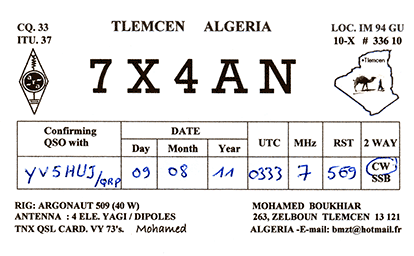 CQ. 33 TLEMCEN ALGERIA LOC. IM 94 GU
ITU. 37 10-X # 336 10
7X4AN
Tlemcen
Confirming QSO with DATE UTC MHz RST 2 WAY
Day Month Year
YV5HUJ/QRP 09 08 11 0333 7 569 CW
SSB
RIG: ARGONAUT 509 (40 W) MOHAMED BOUKHIAR
ANTENNA : 4 ELE. YAGI / DIPOLES 263, ZELBOUN TLEMCEN 13 121
TNX QSL CARD. VY 73's. Mohamed ALGERIA -E-mail: bmzt@hotmail.fr